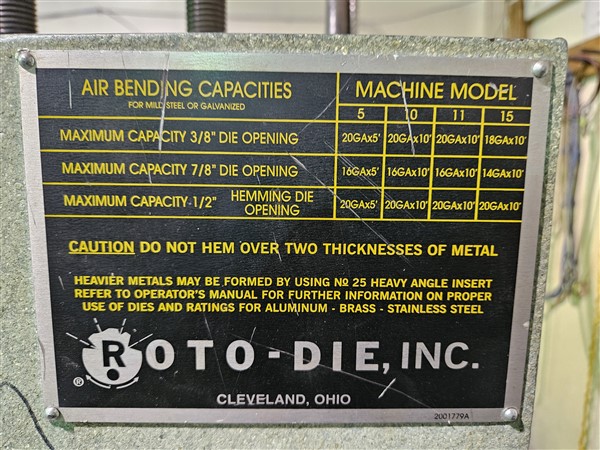 AIR BENDING CAPACITIES MACHINE MODEL
FOR MILD STEEL OR GALVANIZED 5 10 11 15
MAXIMUM CAPACITY 3/8" DIE OPENING 20GAx5' 20GAx10' 20GAx10' 18GAx10'
MAXIMUM CAPACITY 7/8" DIE OPENING 16GAx5' 16GAx10' 16GAx10' 14GAx10'
MAXIMUM CAPACITY 1/2" HEMMING DIE OPENING 20GAx5' 20GAx10' 20GAx10' 20GAx10'
CAUTION DO NOT HEM OVER TWO THICKNESSES OF METAL
HEAVIER METALS MAY BE FORMED BY USING Nº 25 HEAVY ANGLE INSERT
REFER TO OPERATOR'S MANUAL FOR FURTHER INFORMATION ON PROPER
USE OF DIES AND RATINGS FOR ALUMINUM - BRASS - STAINLESS STEEL
ROTO-DIE, INC.
®
CLEVELAND, OHIO
2001779A